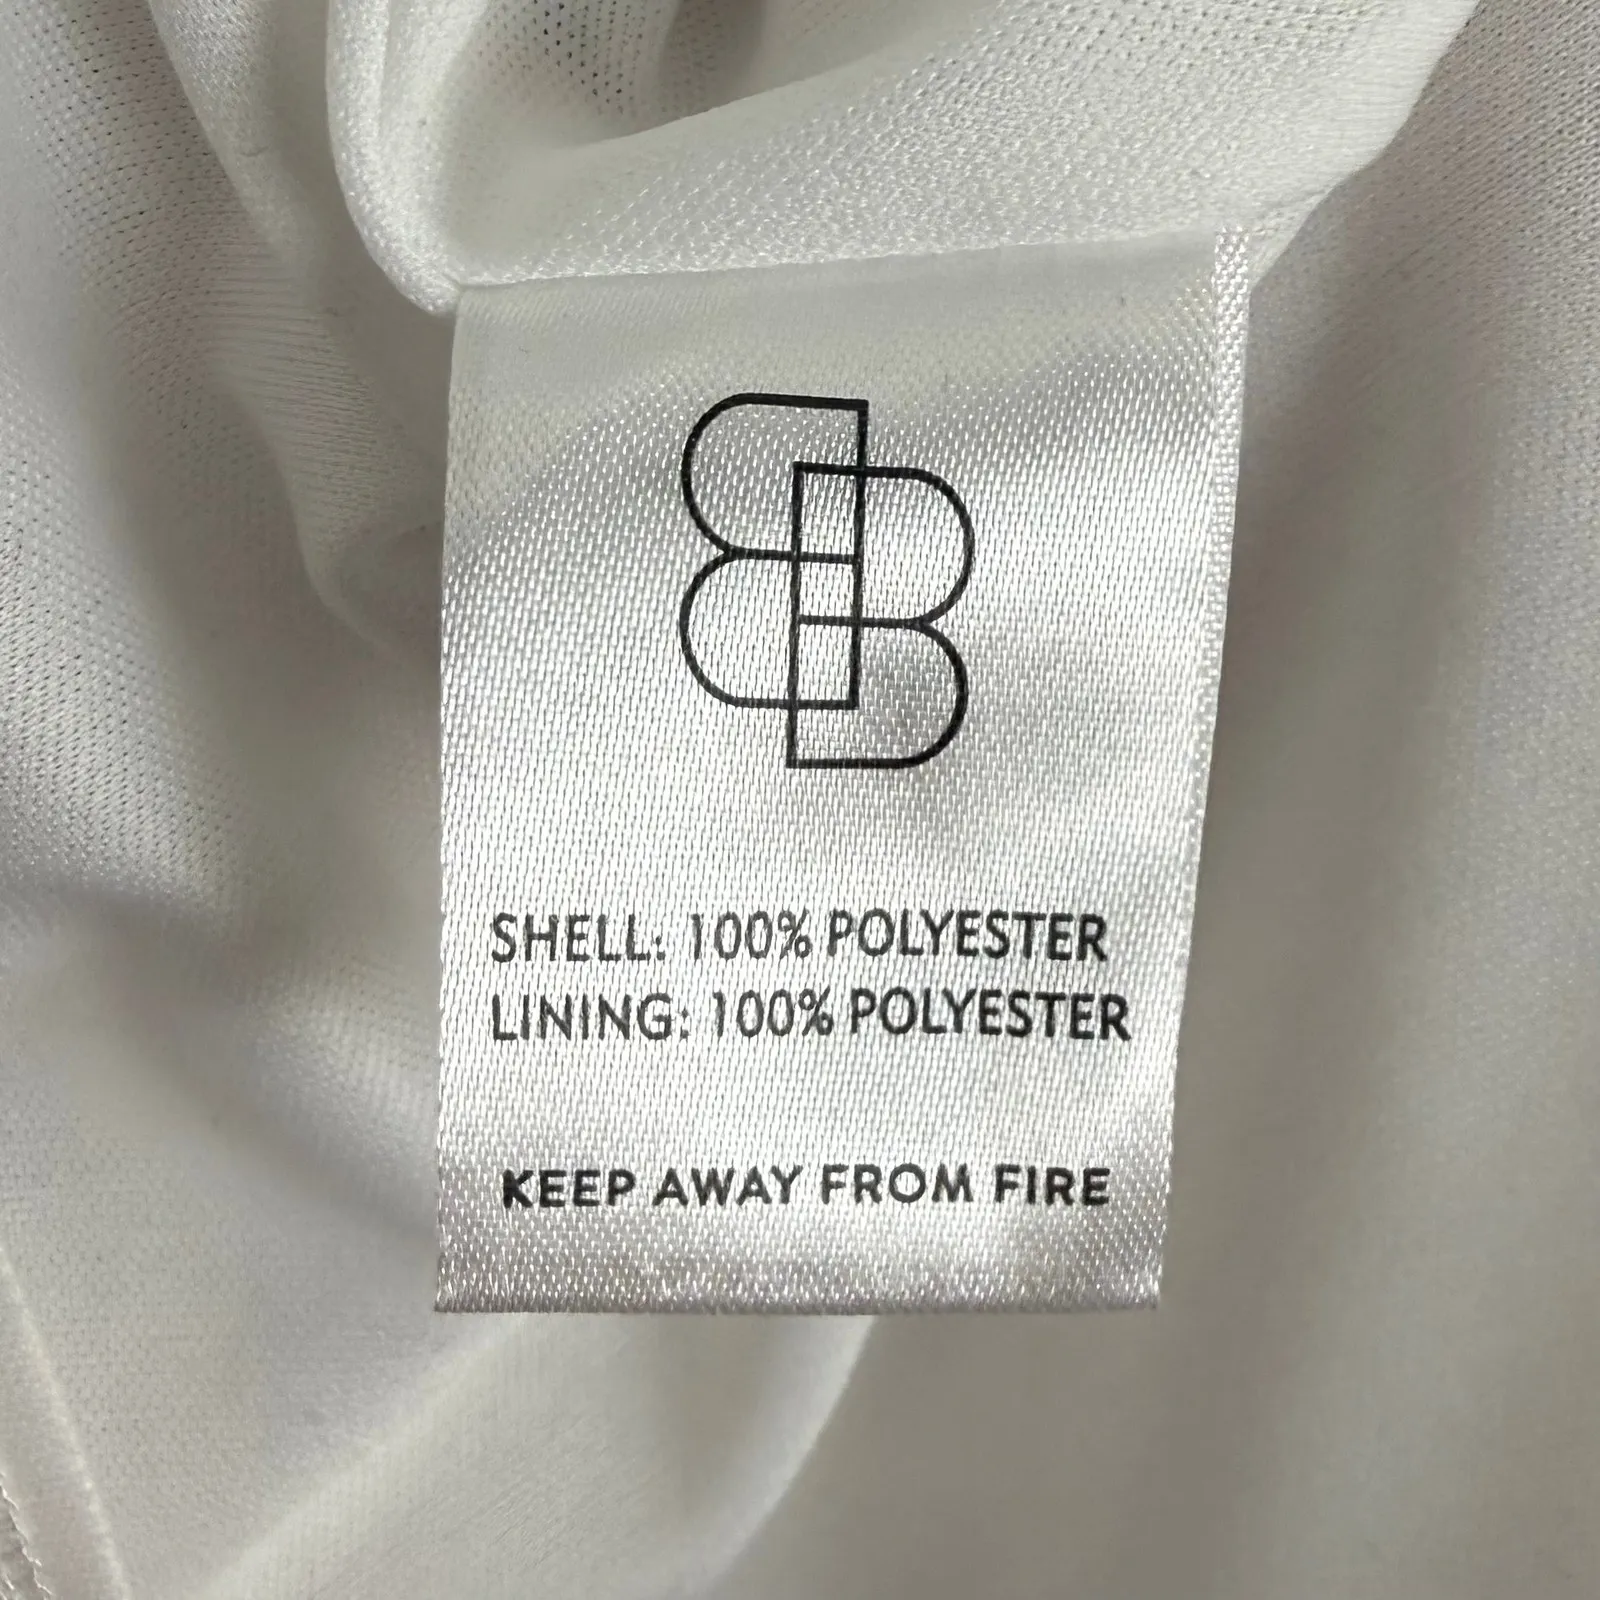 SHELL: 100% POLYESTER
LINING: 100% POLYESTER
KEEP AWAY FROM FIRE